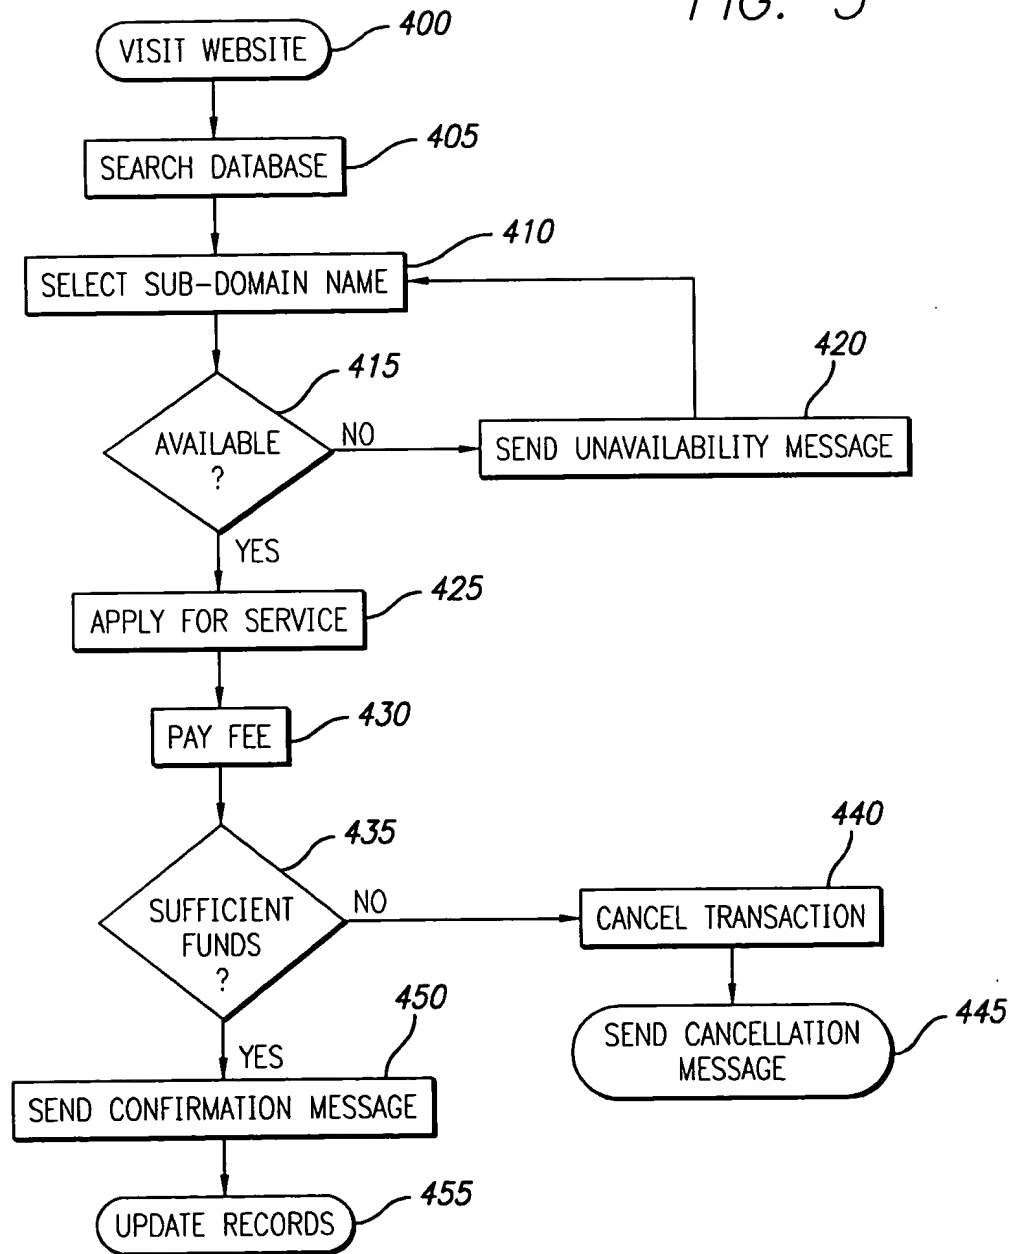 FIG. 5
VISIT WEBSITE
400
SEARCH DATABASE
405
SELECT SUB-DOMAIN NAME
410
AVAILABLE
?
415
NO
SEND UNAVAILABILITY MESSAGE
420
YES
APPLY FOR SERVICE
425
PAY FEE
430
SUFFICIENT
FUNDS
?
435
NO
CANCEL TRANSACTION
440
SEND CANCELLATION
MESSAGE
445
YES
SEND CONFIRMATION MESSAGE
450
UPDATE RECORDS
455